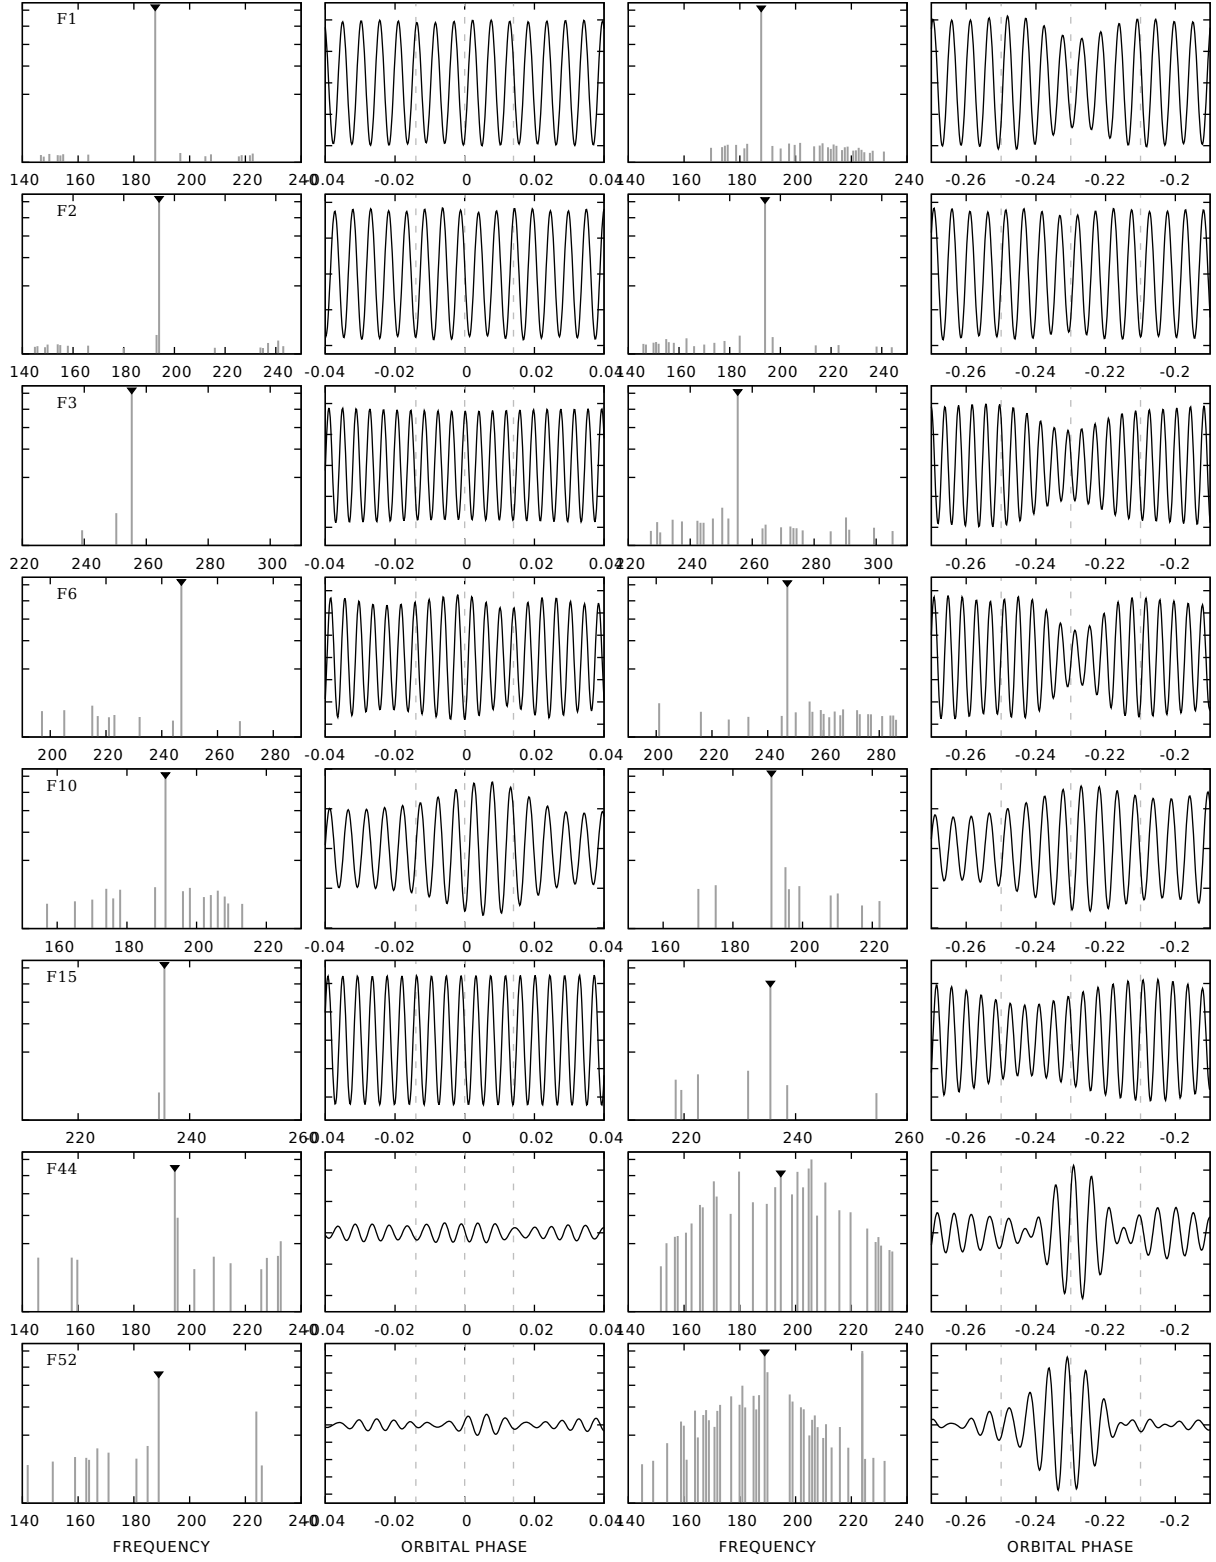 F1
140 160 180 200 220 240 -0.04 -0.02 0 0.02 0.04 140 160 180 200 220 240 -0.26 -0.24 -0.22 -0.2
F2
140 160 180 200 220 240 -0.04 -0.02 0 0.02 0.04 140 160 180 200 220 240 -0.26 -0.24 -0.22 -0.2
F3
220 240 260 280 300 -0.04 -0.02 0 0.02 0.04 220 240 260 280 300 -0.26 -0.24 -0.22 -0.2
F6
200 220 240 260 280 -0.04 -0.02 0 0.02 0.04 200 220 240 260 280 -0.26 -0.24 -0.22 -0.2
F10
160 180 200 220 -0.04 -0.02 0 0.02 0.04 160 180 200 220 -0.26 -0.24 -0.22 -0.2
F15
220 240 260 -0.04 -0.02 0 0.02 0.04 220 240 260 -0.26 -0.24 -0.22 -0.2
F44
140 160 180 200 220 240 -0.04 -0.02 0 0.02 0.04 140 160 180 200 220 240 -0.26 -0.24 -0.22 -0.2
F52
140 160 180 200 220 240 -0.04 -0.02 0 0.02 0.04 140 160 180 200 220 240 -0.26 -0.24 -0.22 -0.2
FREQUENCY ORBITAL PHASE FREQUENCY ORBITAL PHASE